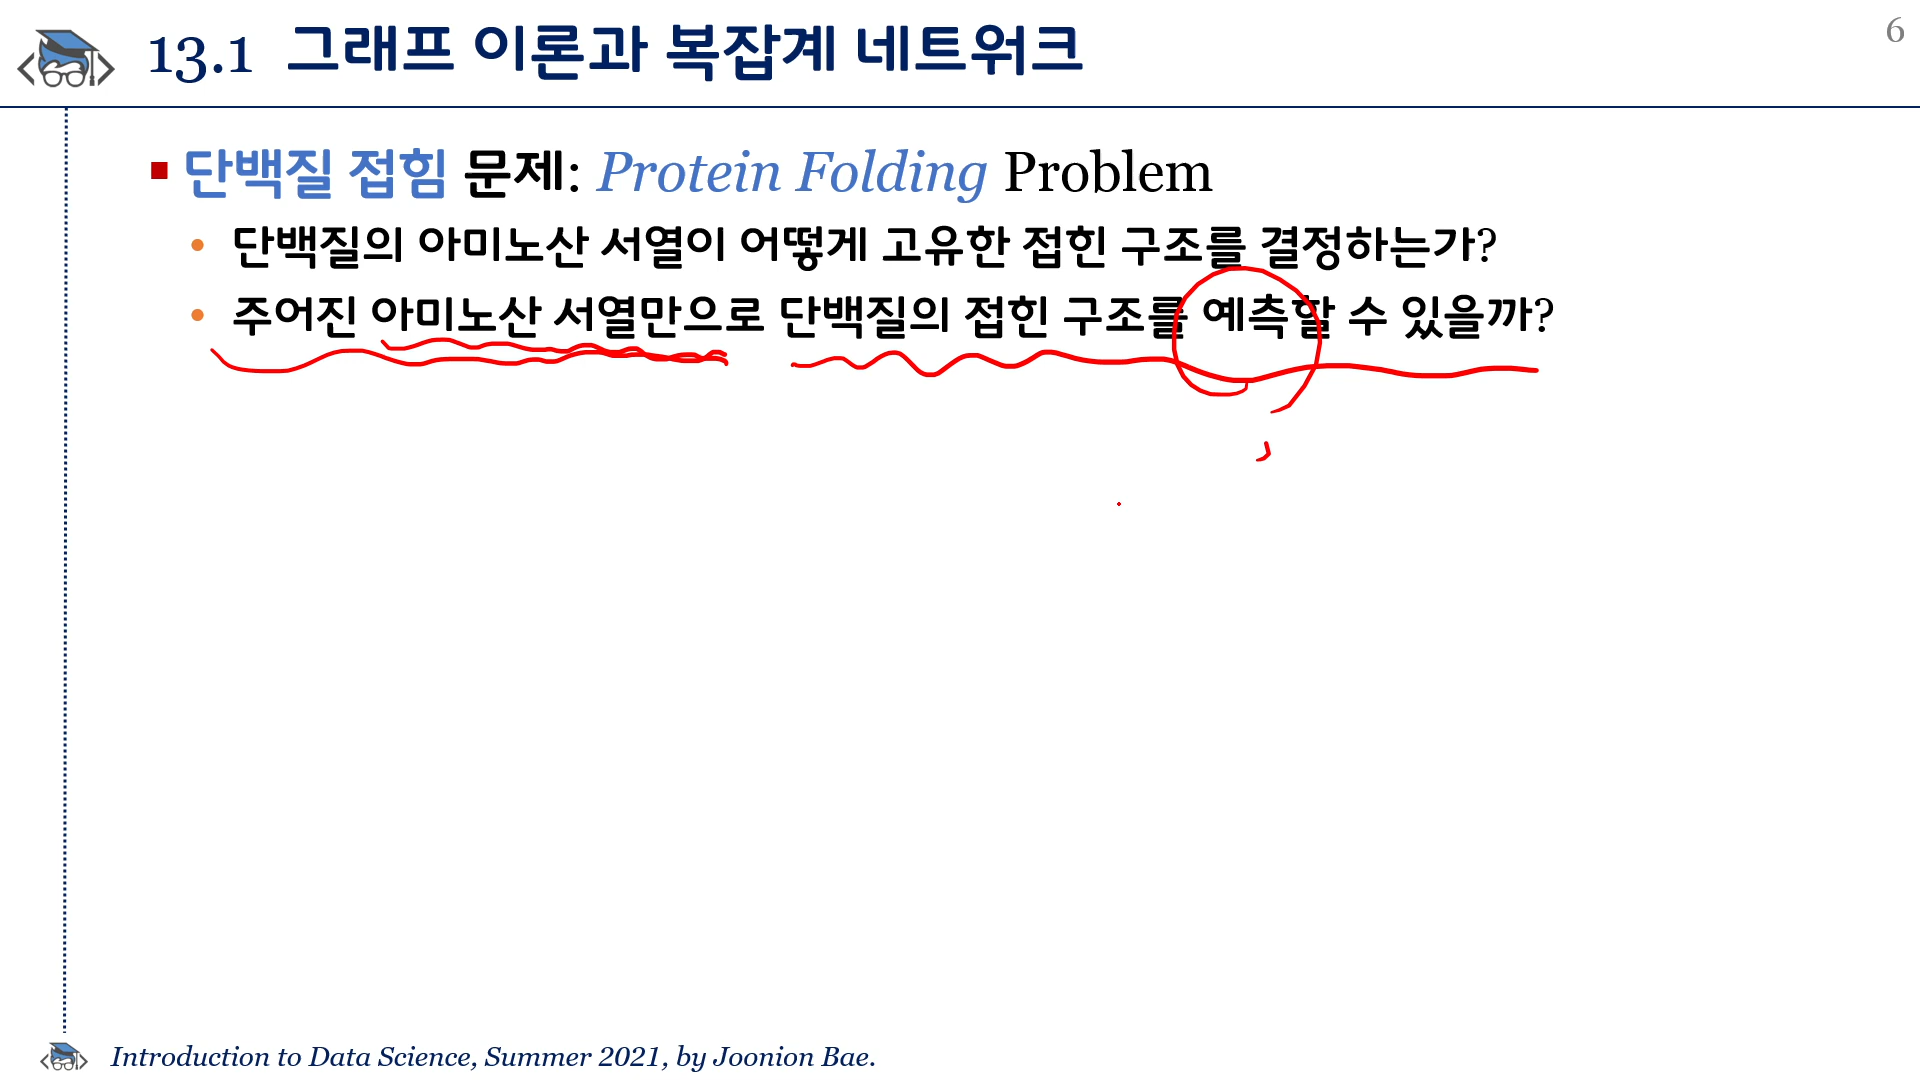 13.1 그래프 이론과 복잡계 네트워크
6
단백질 접힘 문제: Protein Folding Problem
단백질의 아미노산 서열이 어떻게 고유한 접힌 구조를 결정하는가?
주어진 아미노산 서열만으로 단백질의 접힌 구조를 예측할 수 있을까?
Introduction to Data Science, Summer 2021, by Joonion Bae.